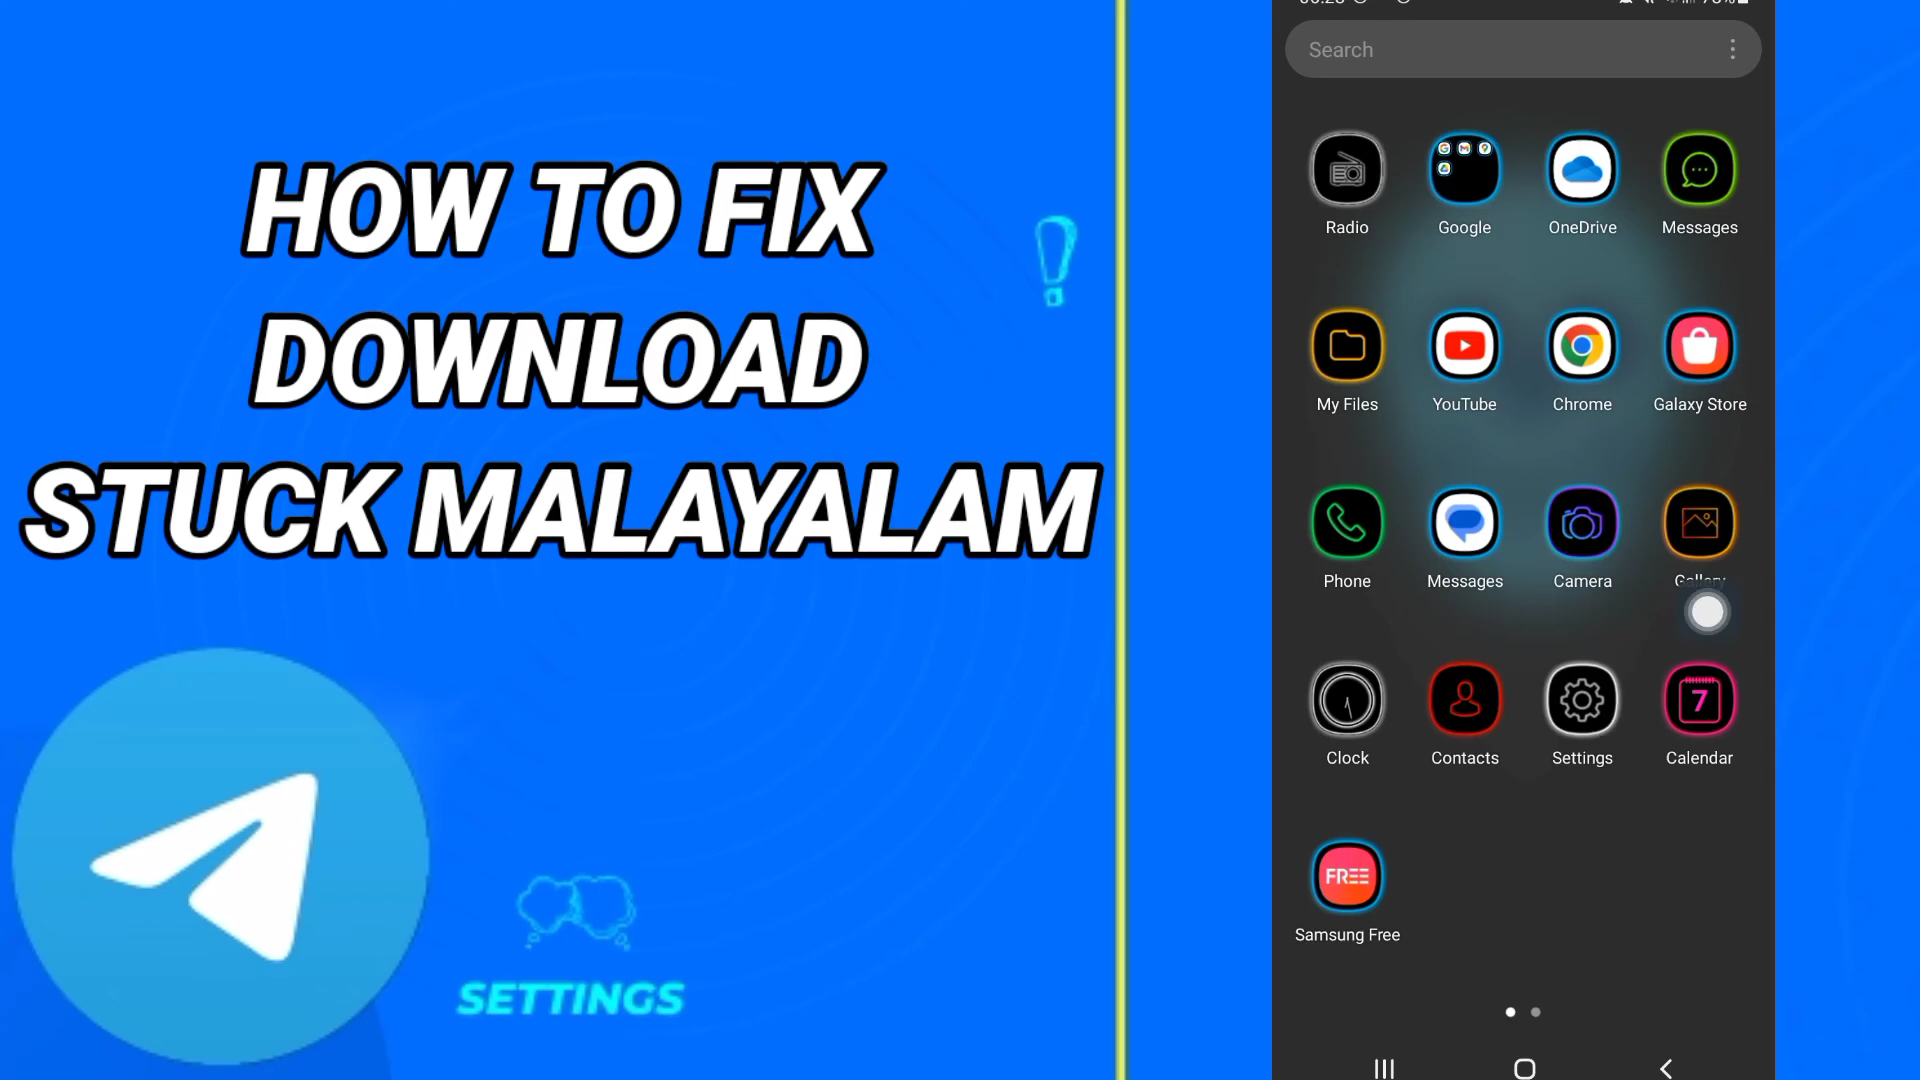 HOW TO FIX
DOWNLOAD
STUCK MALAYALAM
SETTINGS
Search
Radio
Google
OneDrive
Messages
My Files
YouTube
Chrome
Galaxy Store
Phone
Messages
Camera
Gallery
Clock
Contacts
7
Settings
Calendar
FREE
Samsung Free